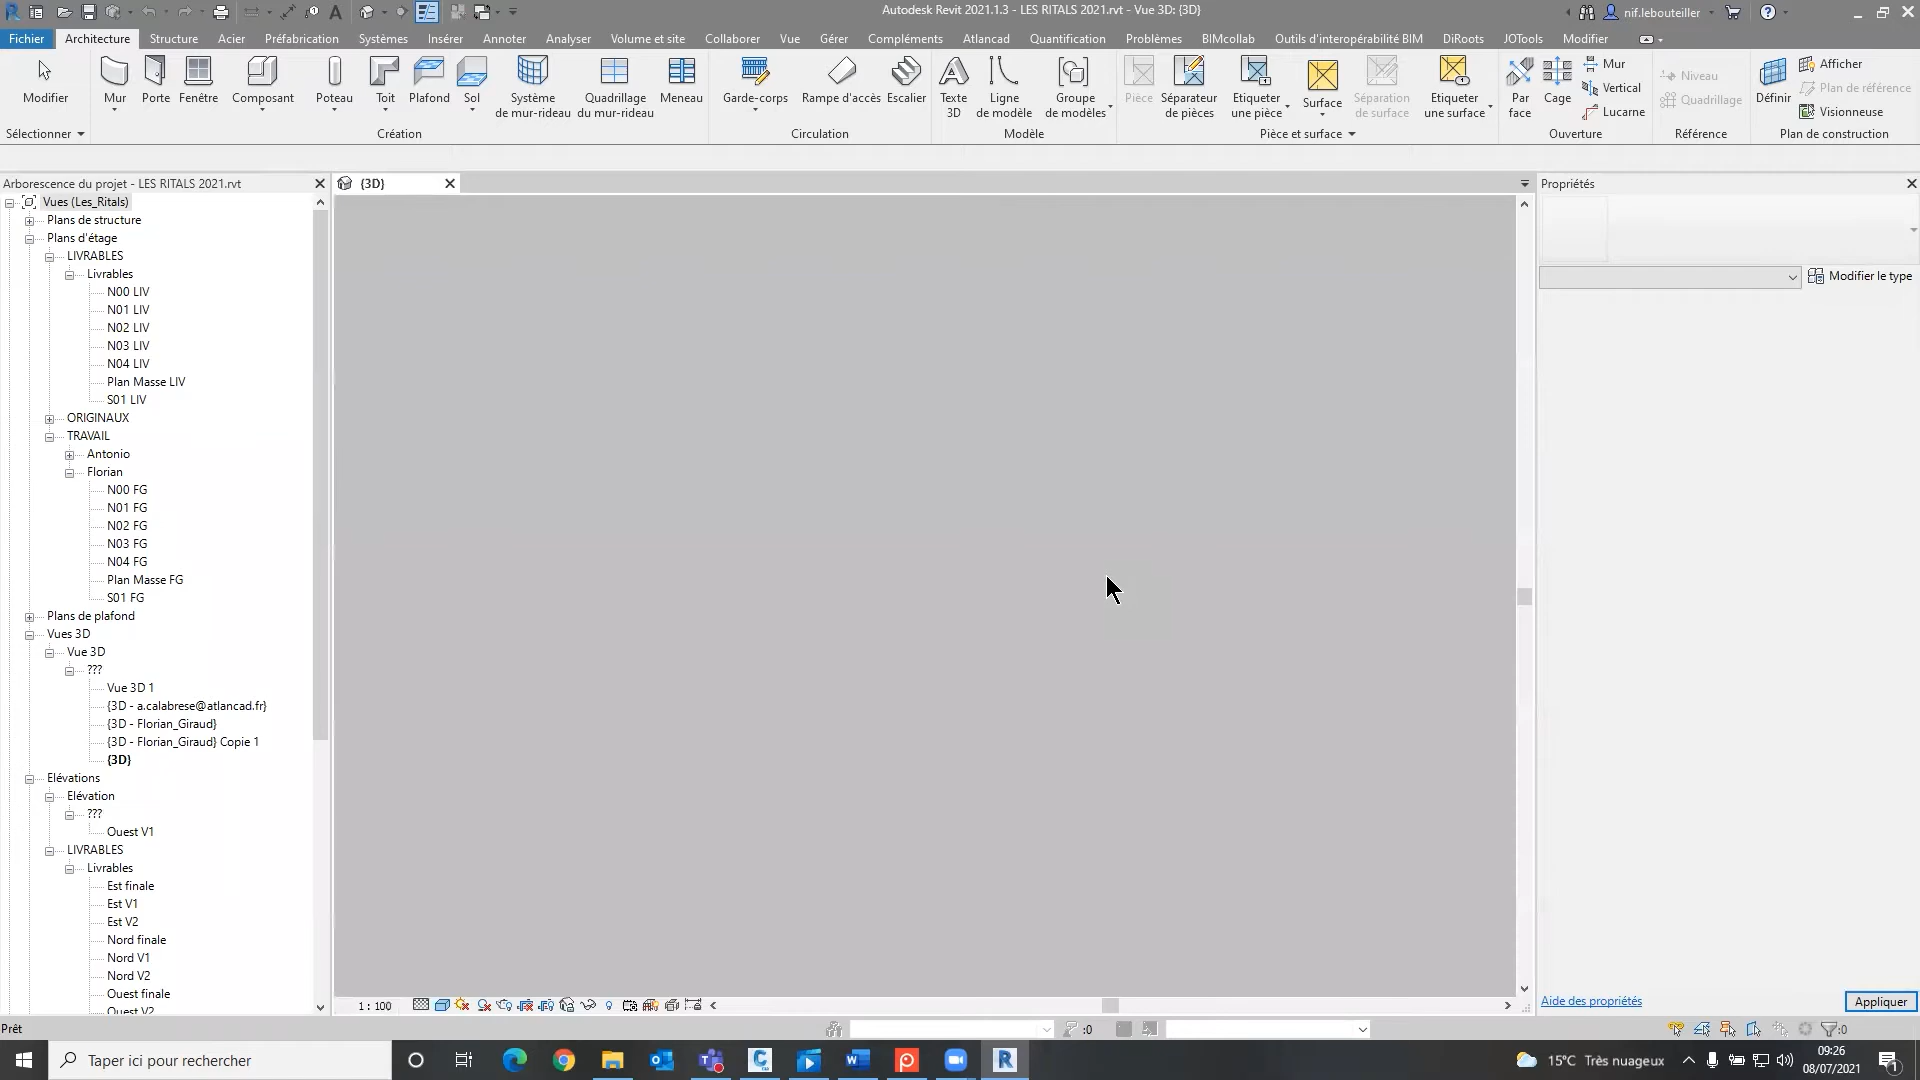 Autodesk Revit 2021.1.3 - LES RITALS 2021.rvt - Vue 3D: {3D}
nif.lebouteiller
Fichier Architecture Structure Acier Préfabrication Systèmes Insérer Annoter Analyser Volume et site Collaborer Vue Gérer Compléments Atlancad Quantification Problèmes BIMcollab Outils d'interopérabilité BIM DiRoots JOTools Modifier
Modifier
Mur
Porte
Fenêtre
Composant
Poteau
Toit
Plafond
Sol
Système
de mur-rideau
Quadrillage
du mur-rideau
Meneau
Garde-corps
Rampe d'accès
Escalier
Texte
3D
Ligne
de modèle
Groupe
de modèles
Pièce
Séparateur
de pièces
Etiqueter
une pièce
Surface
Séparation
de surface
Etiqueter
une surface
Par
face
Cage
Mur
Vertical
Lucarne
Niveau
Quadrillage
Définir
Afficher
Plan de référence
Visionneuse
Sélectionner Création Circulation Modèle Pièce et surface Ouverture Référence Plan de construction
Arborescence du projet - LES RITALS 2021.rvt
Vues (Les_Ritals)
Plans de structure
Plans d'étage
LIVRABLES
Livrables
N00 LIV
N01 LIV
N02 LIV
N03 LIV
N04 LIV
Plan Masse LIV
S01 LIV
ORIGINAUX
TRAVAIL
Antonio
Florian
N00 FG
N01 FG
N02 FG
N03 FG
N04 FG
Plan Masse FG
S01 FG
Plans de plafond
Vues 3D
Vue 3D
???
Vue 3D 1
{3D - a.calabrese@atlancad.fr}
{3D - Florian_Giraud}
{3D - Florian_Giraud} Copie 1
{3D}
Elévations
Elévation
???
Ouest V1
LIVRABLES
Livrables
Est finale
Est V1
Est V2
Nord finale
Nord V1
Nord V2
Ouest finale
Ouest V2
{3D}
1 : 100
Propriétés
Modifier le type
Aide des propriétés
Appliquer
Prêt
:0
:0
Taper ici pour rechercher
15°C Très nuageux
09:26
08/07/2021
1